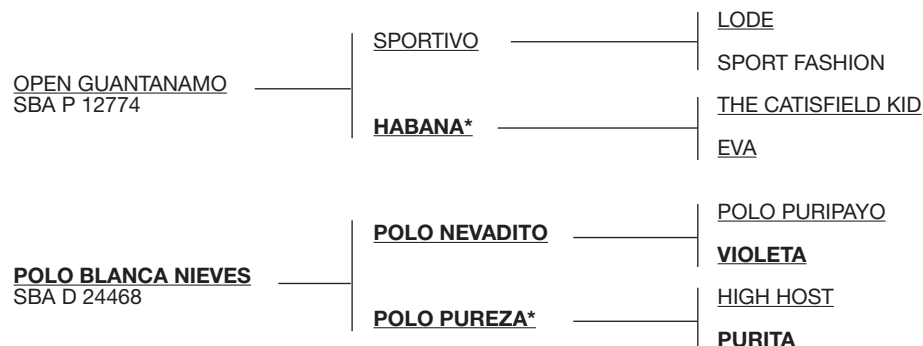 LODE
SPORTIVO
SPORT FASHION
OPEN GUANTANAMO
SBA P 12774
THE CATISFIELD KID
HABANA*
EVA
POLO PURIPAYO
POLO NEVADITO
VIOLETA
POLO BLANCA NIEVES
SBA D 24468
HIGH HOST
POLO PUREZA*
PURITA